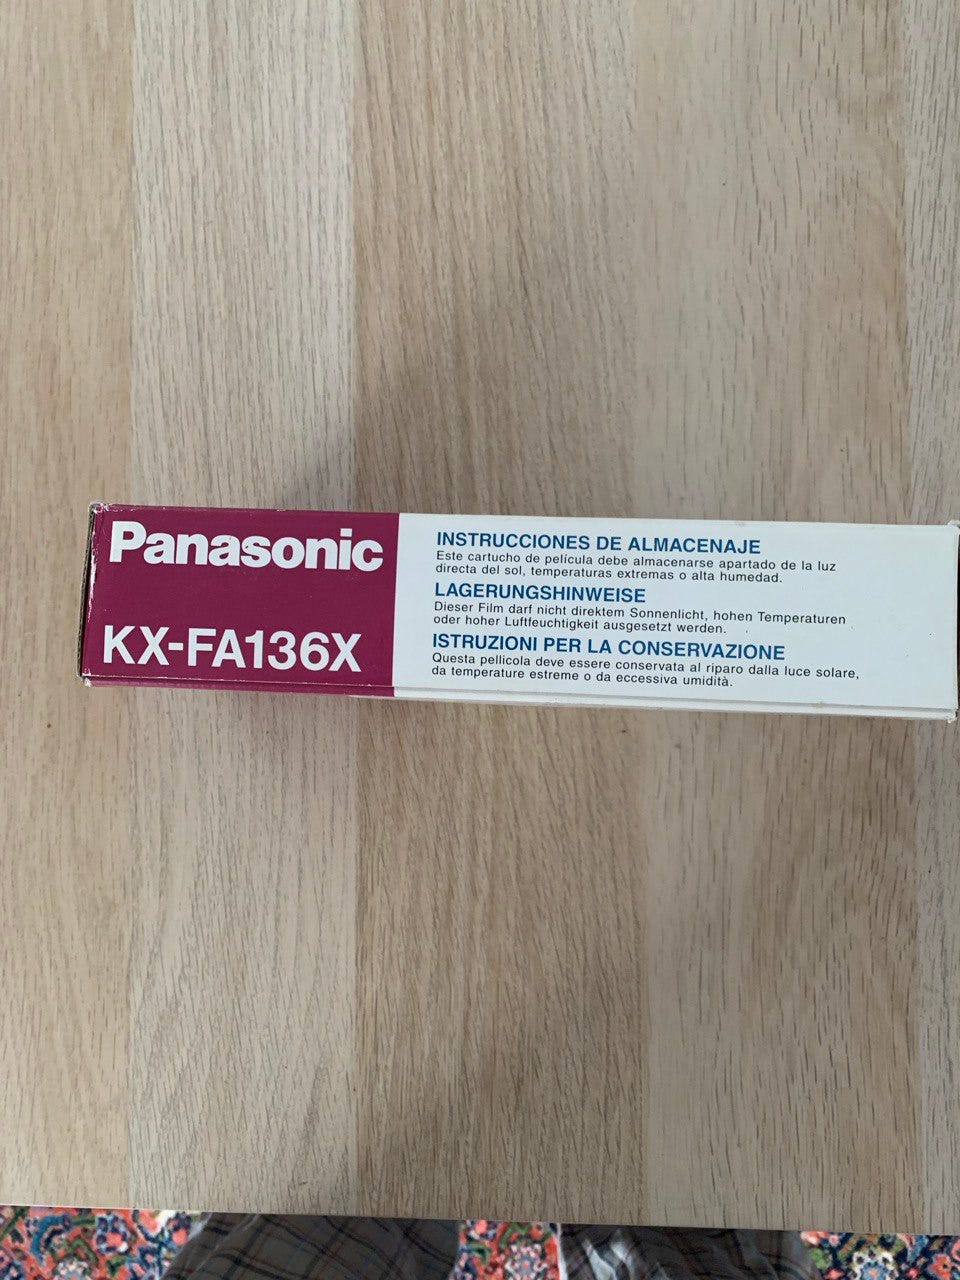 Panasonic
KX-FA136X
INSTRUCCIONES DE ALMACENAJE
Este cartucho de película debe almacenarse apartado de la luz
directa del sol, temperaturas extremas o alta humedad.
LAGERUNGSHINWEISE
Dieser Film darf nicht direktem Sonnenlicht, hohen Temperaturen
oder hoher Luftfeuchtigkeit ausgesetzt werden.
ISTRUZIONI PER LA CONSERVAZIONE
Questa pellicola deve essere conservata al riparo dalla luce solare,
da temperature estreme o da eccessiva umidità.